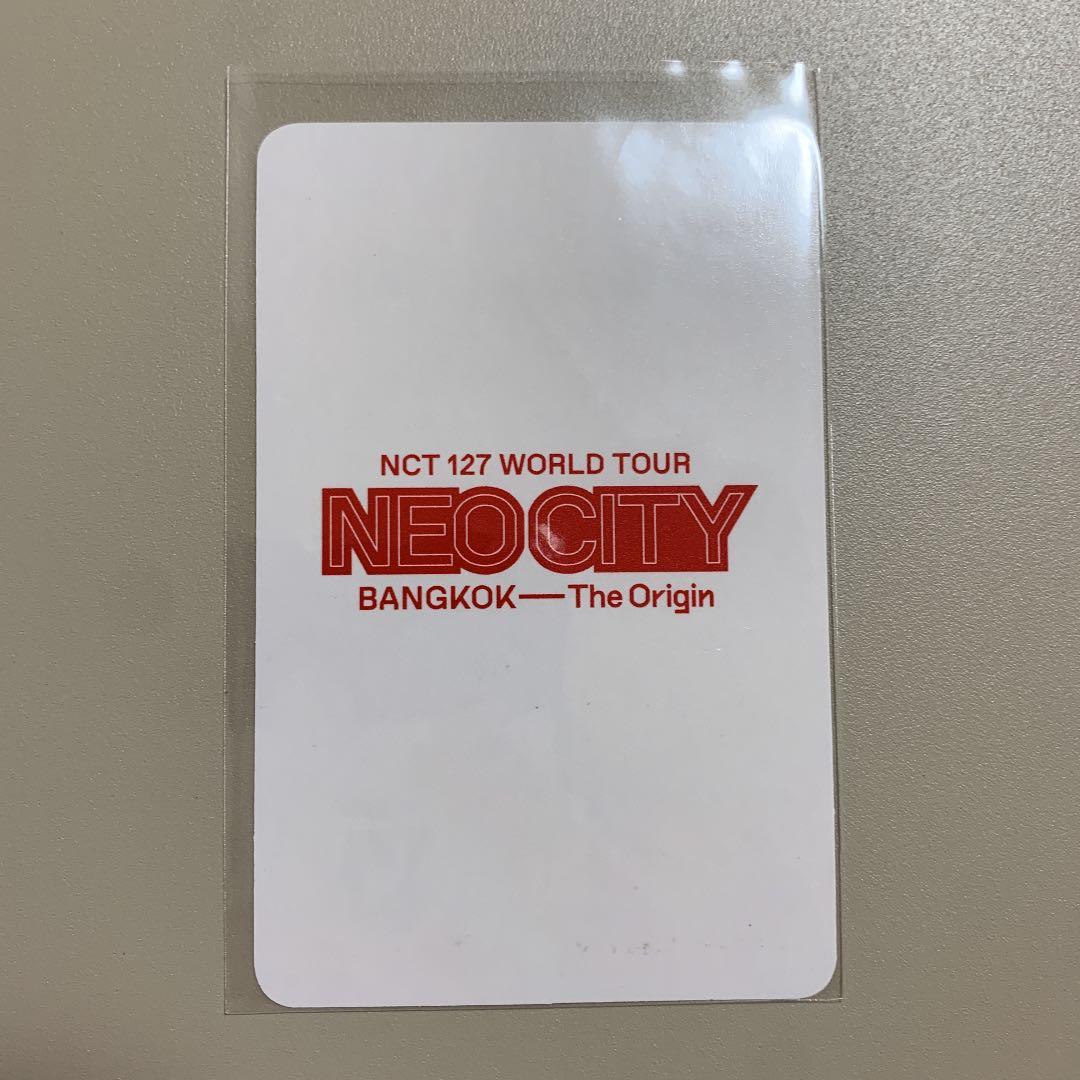 NCT 127 WORLD TOUR
NEO CITY
BANGKOK — The Origin